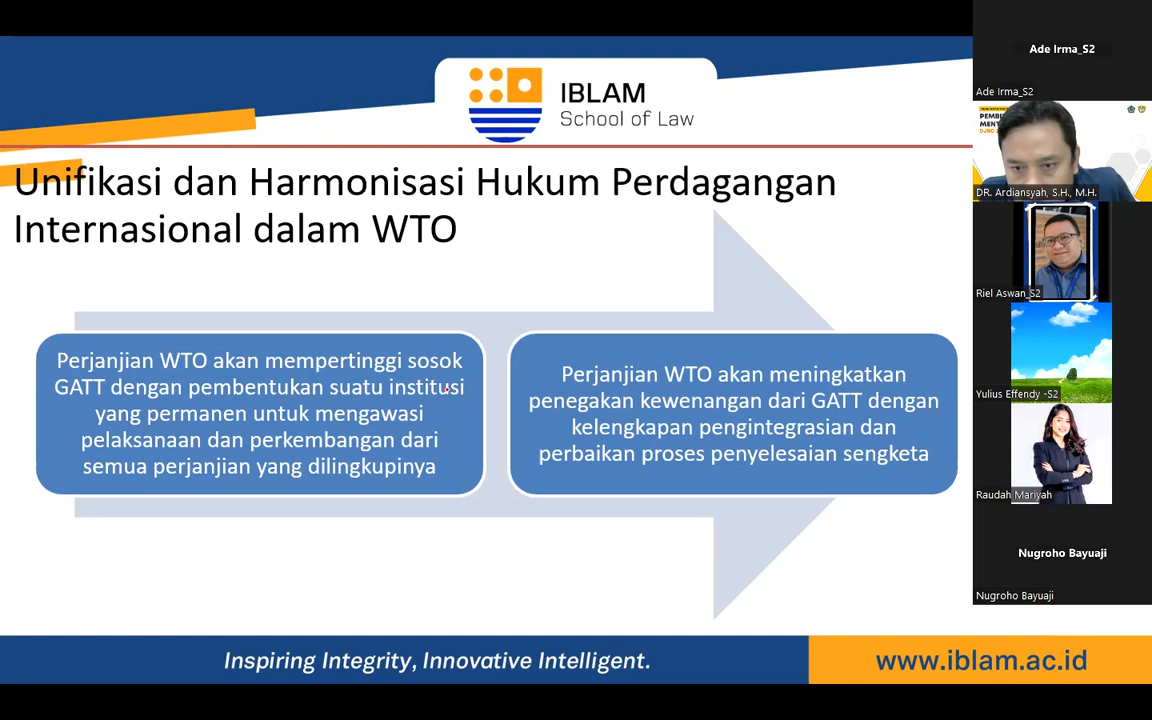 IBLAM
School of Law
Unifikasi dan Harmonisasi Hukum Perdagangan
Internasional dalam WTO
Perjanjian WTO akan mempertinggi sosok
GATT dengan pembentukan suatu institusi
yang permanen untuk mengawasi
pelaksanaan dan perkembangan dari
semua perjanjian yang dilingkupinya
Perjanjian WTO akan meningkatkan
penegakan kewenangan dari GATT dengan
kelengkapan pengintegrasian dan
perbaikan proses penyelesaian sengketa
Inspiring Integrity, Innovative Intelligent.
www.iblam.ac.id
Ade Irma_S2
Ade Irma_S2
DR. Ardiansyah, S.H., M.H.
Riel Aswan_S2
Yulius Effendy -S2
Raudah Mariyah
Nugroho Bayuaji
Nugroho Bayuaji